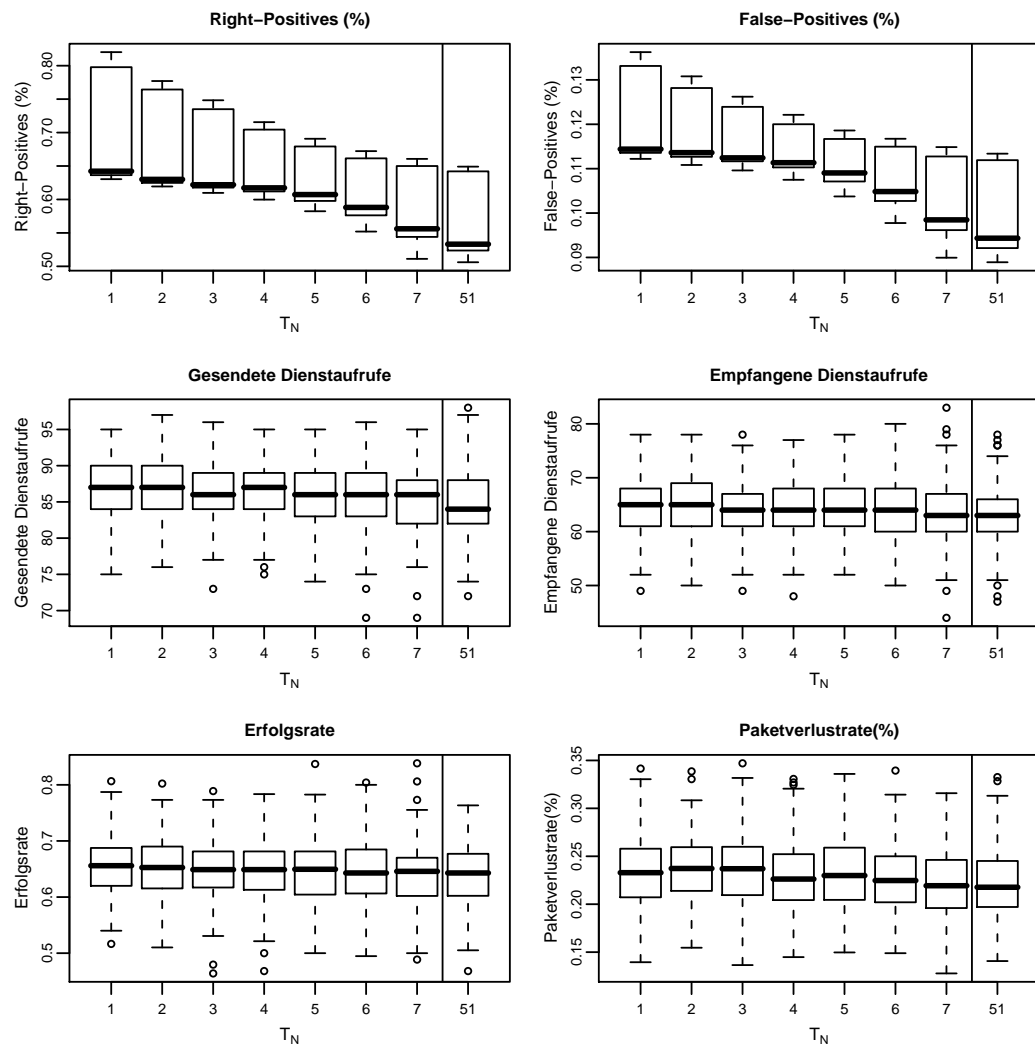 Right−Positives (%)
Right−Positives (%)
0.80
0.70
0.60
0.50
1 2 3 4 5 6 7 51
T_N
False−Positives (%)
False−Positives (%)
0.13
0.12
0.11
0.10
0.09
1 2 3 4 5 6 7 51
T_N
Gesendete Dienstaufrufe
Gesendete Dienstaufrufe
95
90
85
80
75
70
1 2 3 4 5 6 7 51
T_N
Empfangene Dienstaufrufe
Empfangene Dienstaufrufe
80
70
60
50
1 2 3 4 5 6 7 51
T_N
Erfolgsrate
Erfolgsrate
0.8
0.7
0.6
0.5
1 2 3 4 5 6 7 51
T_N
Paketverlustrate(%)
Paketverlustrate(%)
0.35
0.30
0.25
0.20
0.15
1 2 3 4 5 6 7 51
T_N